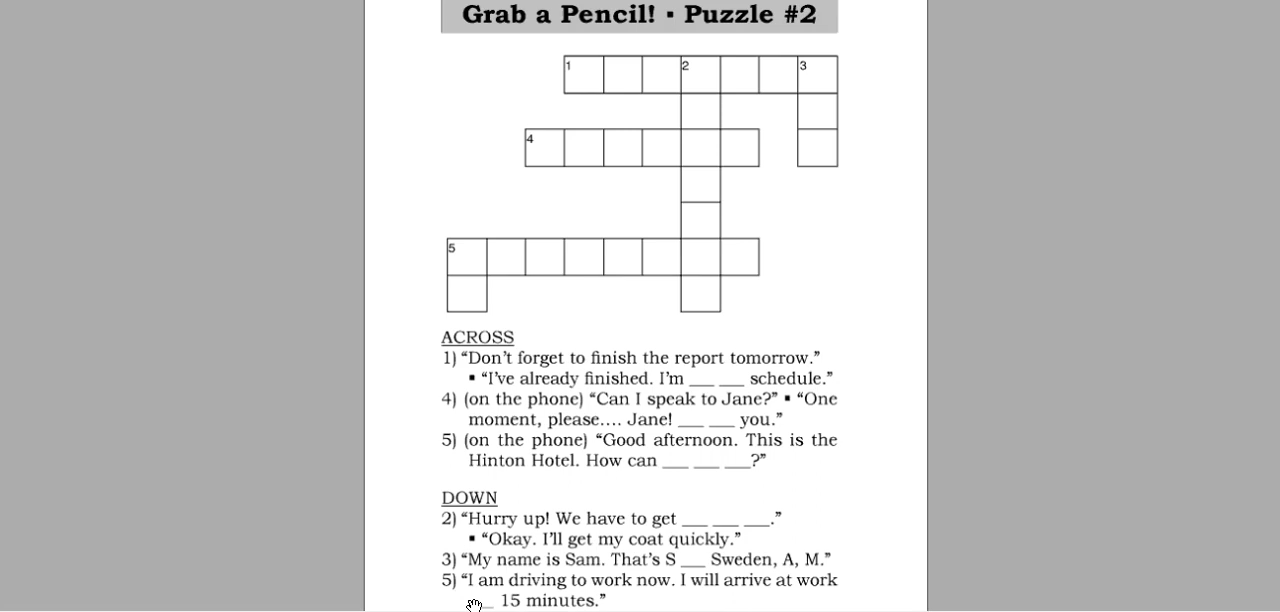 Grab a Pencil! ▪ Puzzle #2
1 2 3
4
5
ACROSS
1) “Don’t forget to finish the report tomorrow.”
▪ “I’ve already finished. I’m ___ ___ schedule.”
4) (on the phone) “Can I speak to Jane?” ▪ “One
moment, please.... Jane! ___ ___ you.”
5) (on the phone) “Good afternoon. This is the
Hinton Hotel. How can ___ ___ ___?”
DOWN
2) “Hurry up! We have to get ___ ___ ___.”
▪ “Okay. I’ll get my coat quickly.”
3) “My name is Sam. That’s S ___ Sweden, A, M.”
5) “I am driving to work now. I will arrive at work
___ 15 minutes.”